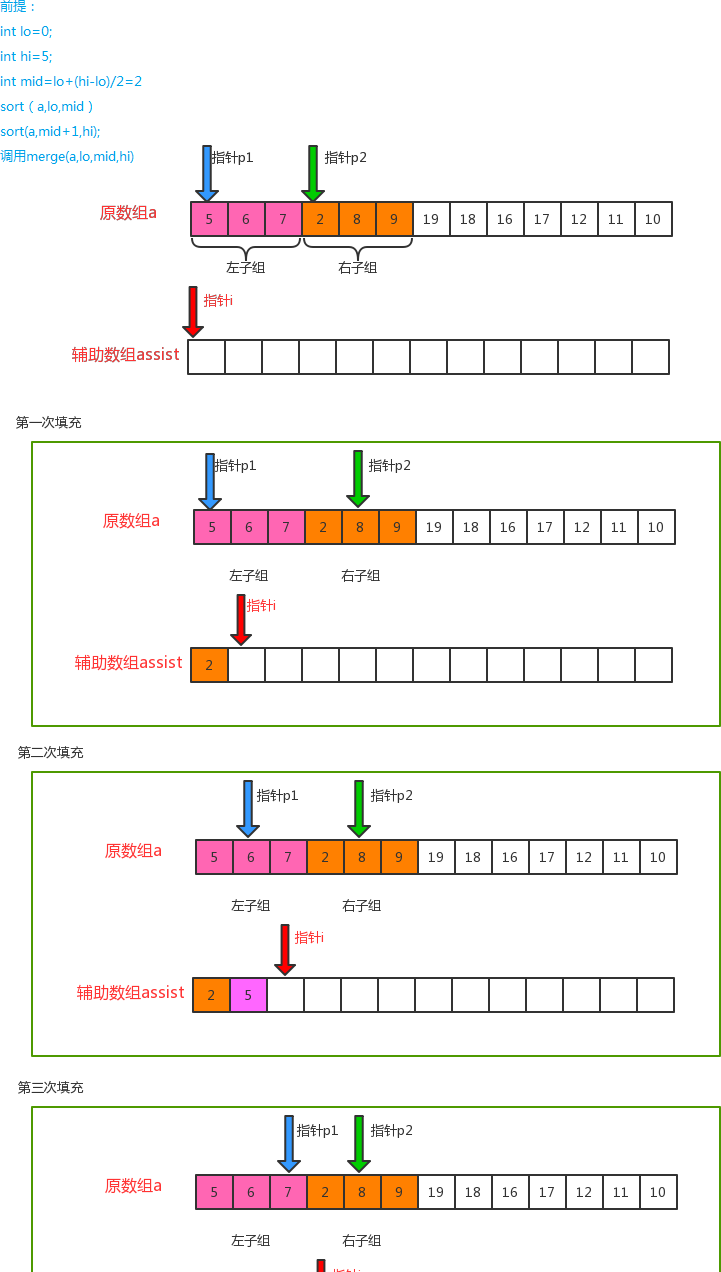 前提：
int lo=0;
int hi=5;
int mid=lo+(hi-lo)/2=2
sort（a,lo,mid）
sort(a,mid+1,hi);
调用merge(a,lo,mid,hi)
指针p1 指针p2
原数组a 5 6 7 2 8 9 19 18 16 17 12 11 10
左子组 右子组
指针i
辅助数组assist
第一次填充
指针p1 指针p2
原数组a 5 6 7 2 8 9 19 18 16 17 12 11 10
左子组 右子组
指针i
辅助数组assist 2
第二次填充
指针p1 指针p2
原数组a 5 6 7 2 8 9 19 18 16 17 12 11 10
左子组 右子组
指针i
辅助数组assist 2 5
第三次填充
指针p1 指针p2
原数组a 5 6 7 2 8 9 19 18 16 17 12 11 10
左子组 右子组